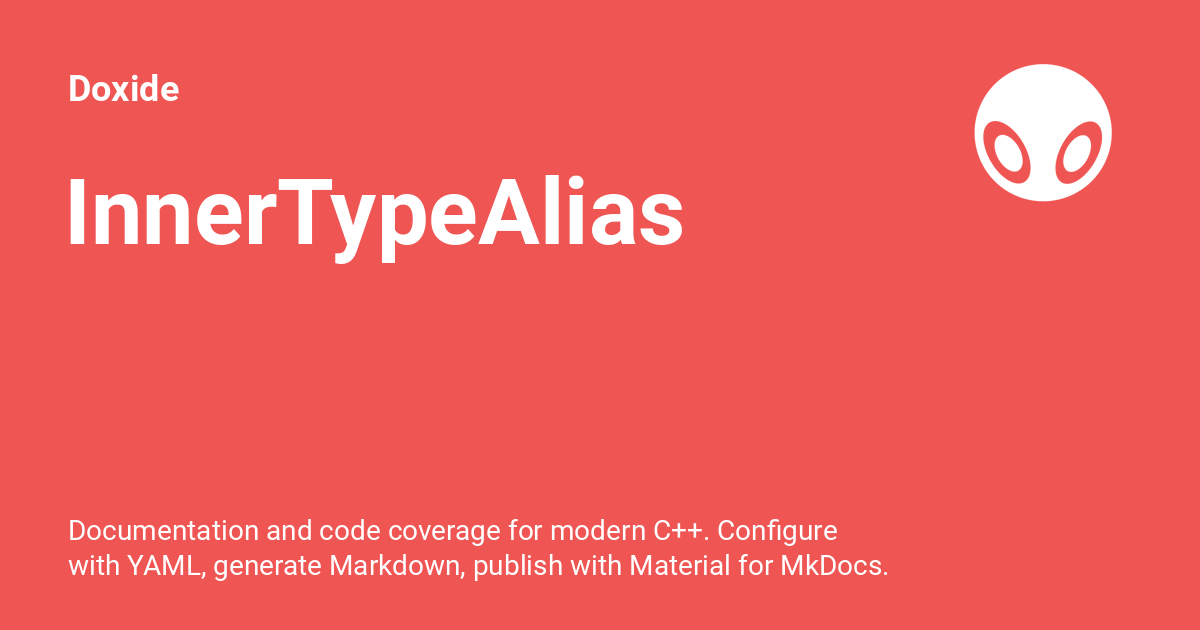 Doxide
InnerTypeAlias
Documentation and code coverage for modern C++. Configure
with YAML, generate Markdown, publish with Material for MkDocs.